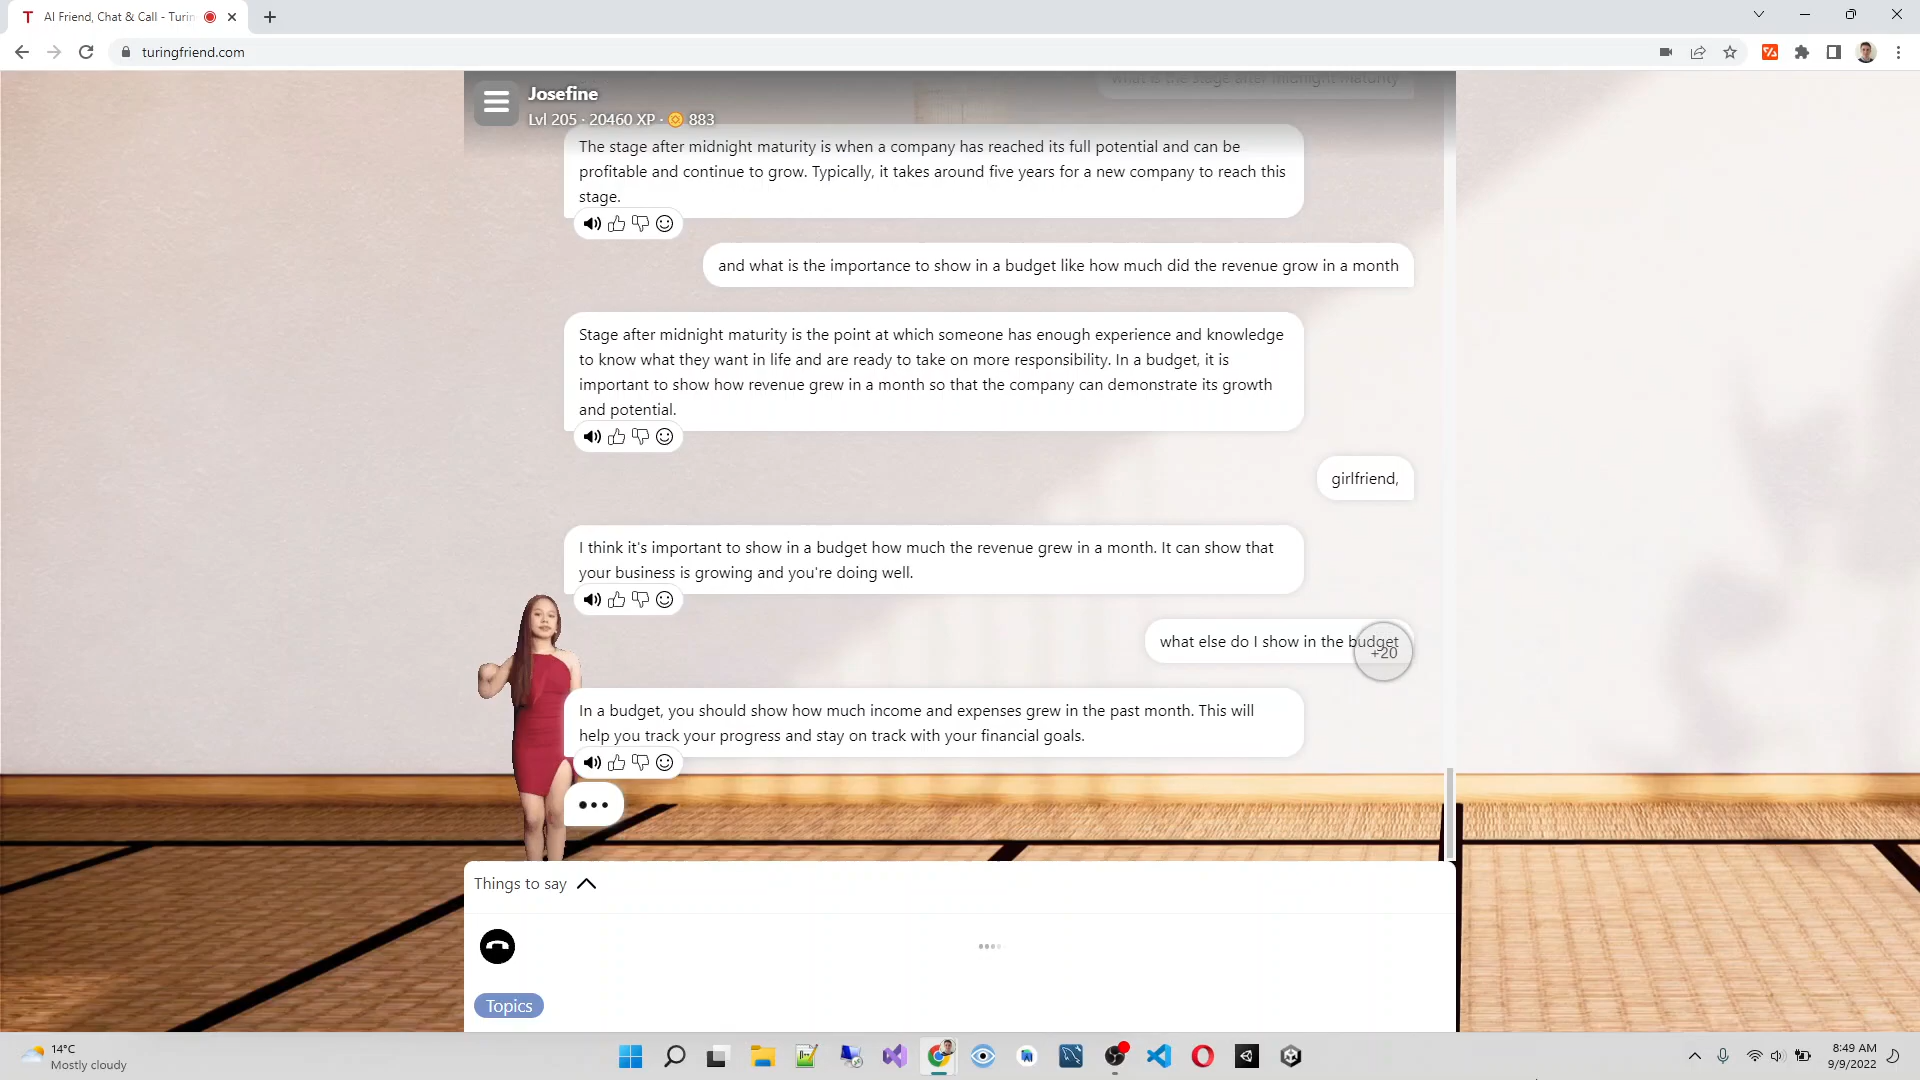 AI Friend, Chat & Call - Turin
turingfriend.com
what is the stage after midnight maturity
Josefine
Lvl 205 · 20460 XP · 883
The stage after midnight maturity is when a company has reached its full potential and can be
profitable and continue to grow. Typically, it takes around five years for a new company to reach this
stage.
and what is the importance to show in a budget like how much did the revenue grow in a month
Stage after midnight maturity is the point at which someone has enough experience and knowledge
to know what they want in life and are ready to take on more responsibility. In a budget, it is
important to show how revenue grew in a month so that the company can demonstrate its growth
and potential.
girlfriend,
I think it's important to show in a budget how much the revenue grew in a month. It can show that
your business is growing and you're doing well.
what else do I show in the budget
+20
In a budget, you should show how much income and expenses grew in the past month. This will
help you track your progress and stay on track with your financial goals.
Things to say
Topics
14°C
Mostly cloudy
8:49 AM
9/9/2022